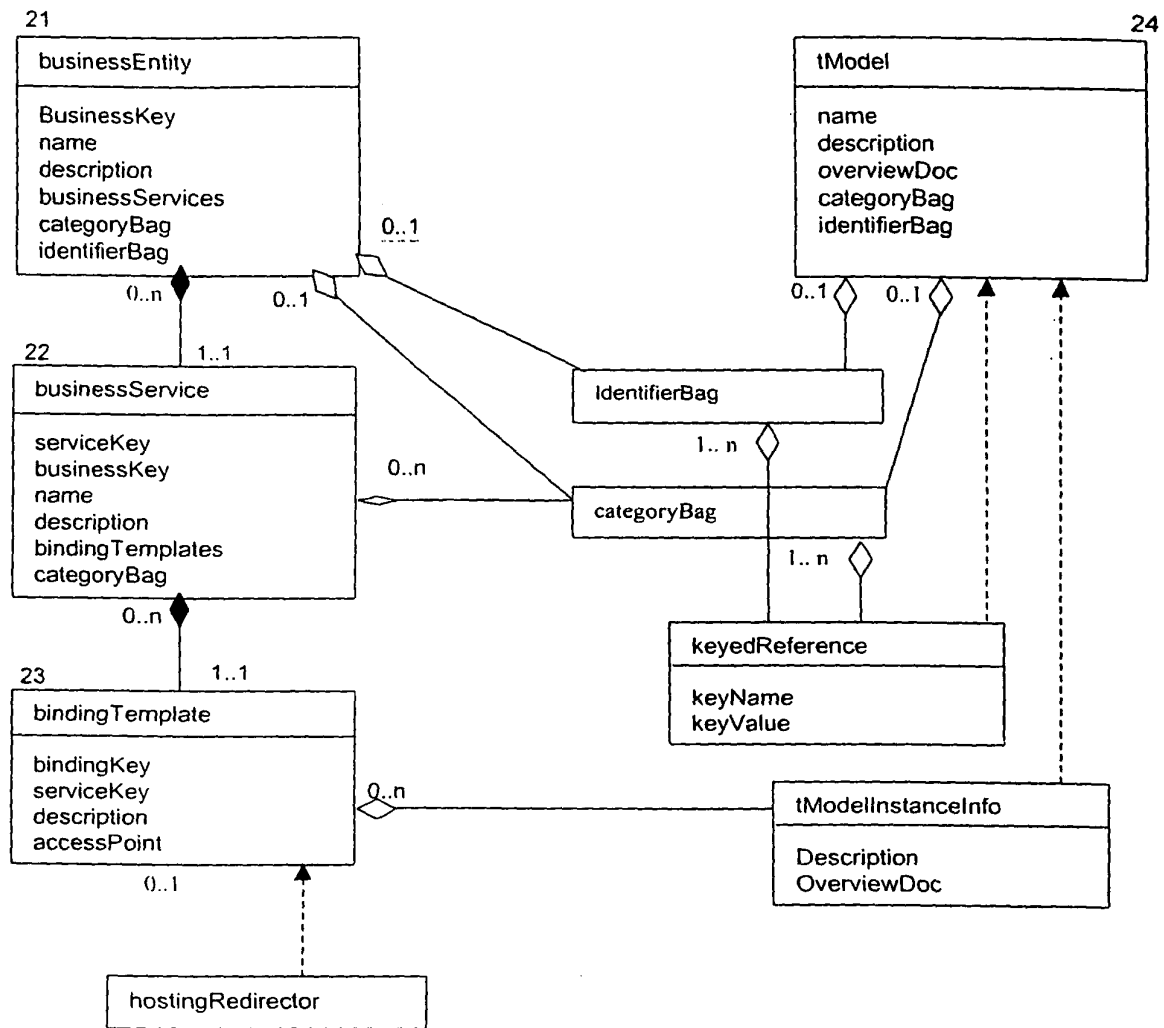 21
businessEntity
BusinessKey
name
description
businessServices
categoryBag
identifierBag
24
tModel
name
description
overviewDoc
categoryBag
identifierBag
0..1
0..n
0..1
0..1
0..1
1..1
22
businessService
serviceKey
businessKey
name
description
bindingTemplates
categoryBag
IdentifierBag
1.. n
0..n
categoryBag
1.. n
0..n
1..1
keyedReference
keyName
keyValue
23
bindingTemplate
bindingKey
serviceKey
description
accessPoint
0..n
tModelInstanceInfo
Description
OverviewDoc
0..1
hostingRedirector